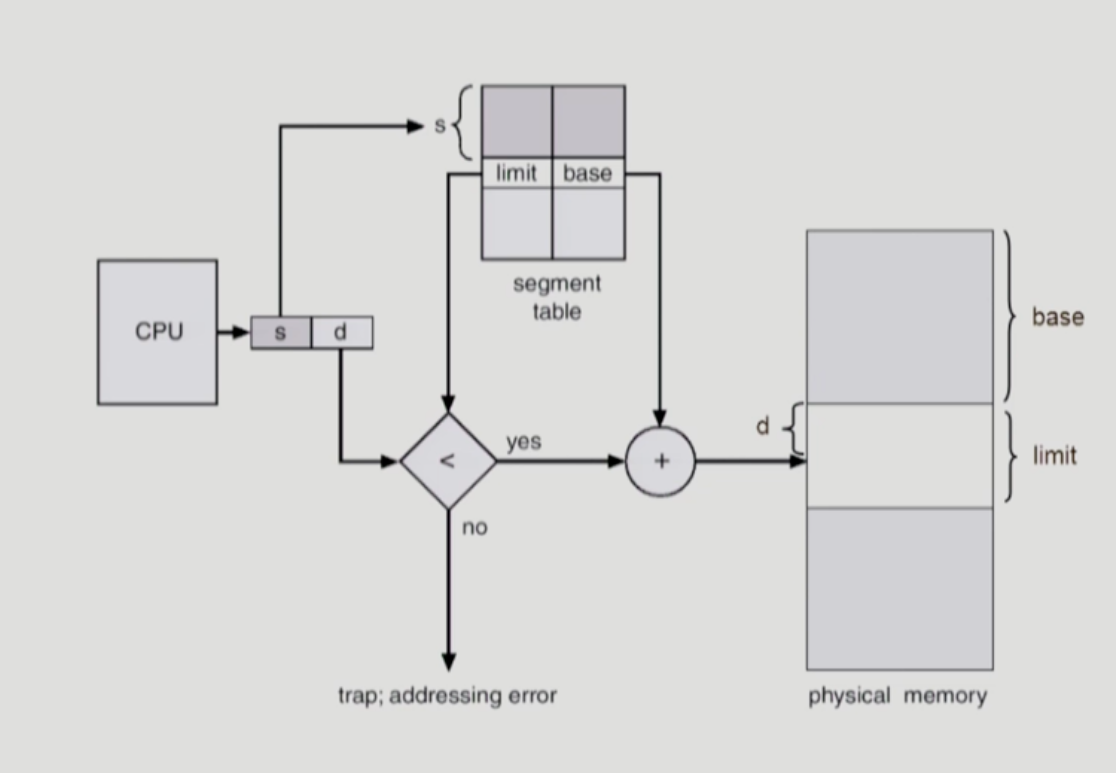 s
limit base
segment
table
CPU
s d
base
d
yes
< +
limit
no
trap; addressing error
physical memory